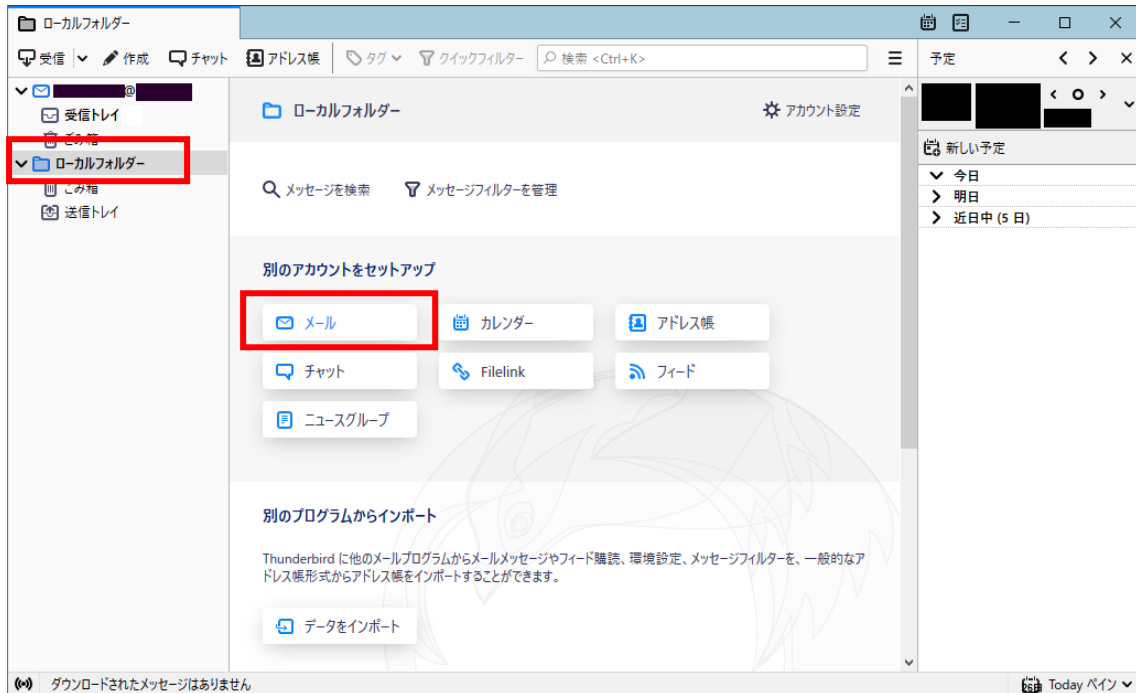 ローカルフォルダー
受信 作成 チャット アドレス帳 タグ クイックフィルター 検索 <Ctrl+K>
予定
@
受信トレイ
ごみ箱
ローカルフォルダー
ごみ箱
送信トレイ
ローカルフォルダー
アカウント設定
メッセージを検索 メッセージフィルターを管理
別のアカウントをセットアップ
メール カレンダー アドレス帳
チャット Filelink フィード
ニュースグループ
別のプログラムからインポート
Thunderbird に他のメールプログラムからメールメッセージやフィード購読、環境設定、メッセージフィルターを、一般的なア
ドレス帳形式からアドレス帳をインポートすることができます。
データをインポート
新しい予定
今日
明日
近日中 (5 日)
ダウンロードされたメッセージはありません
Today ペイン